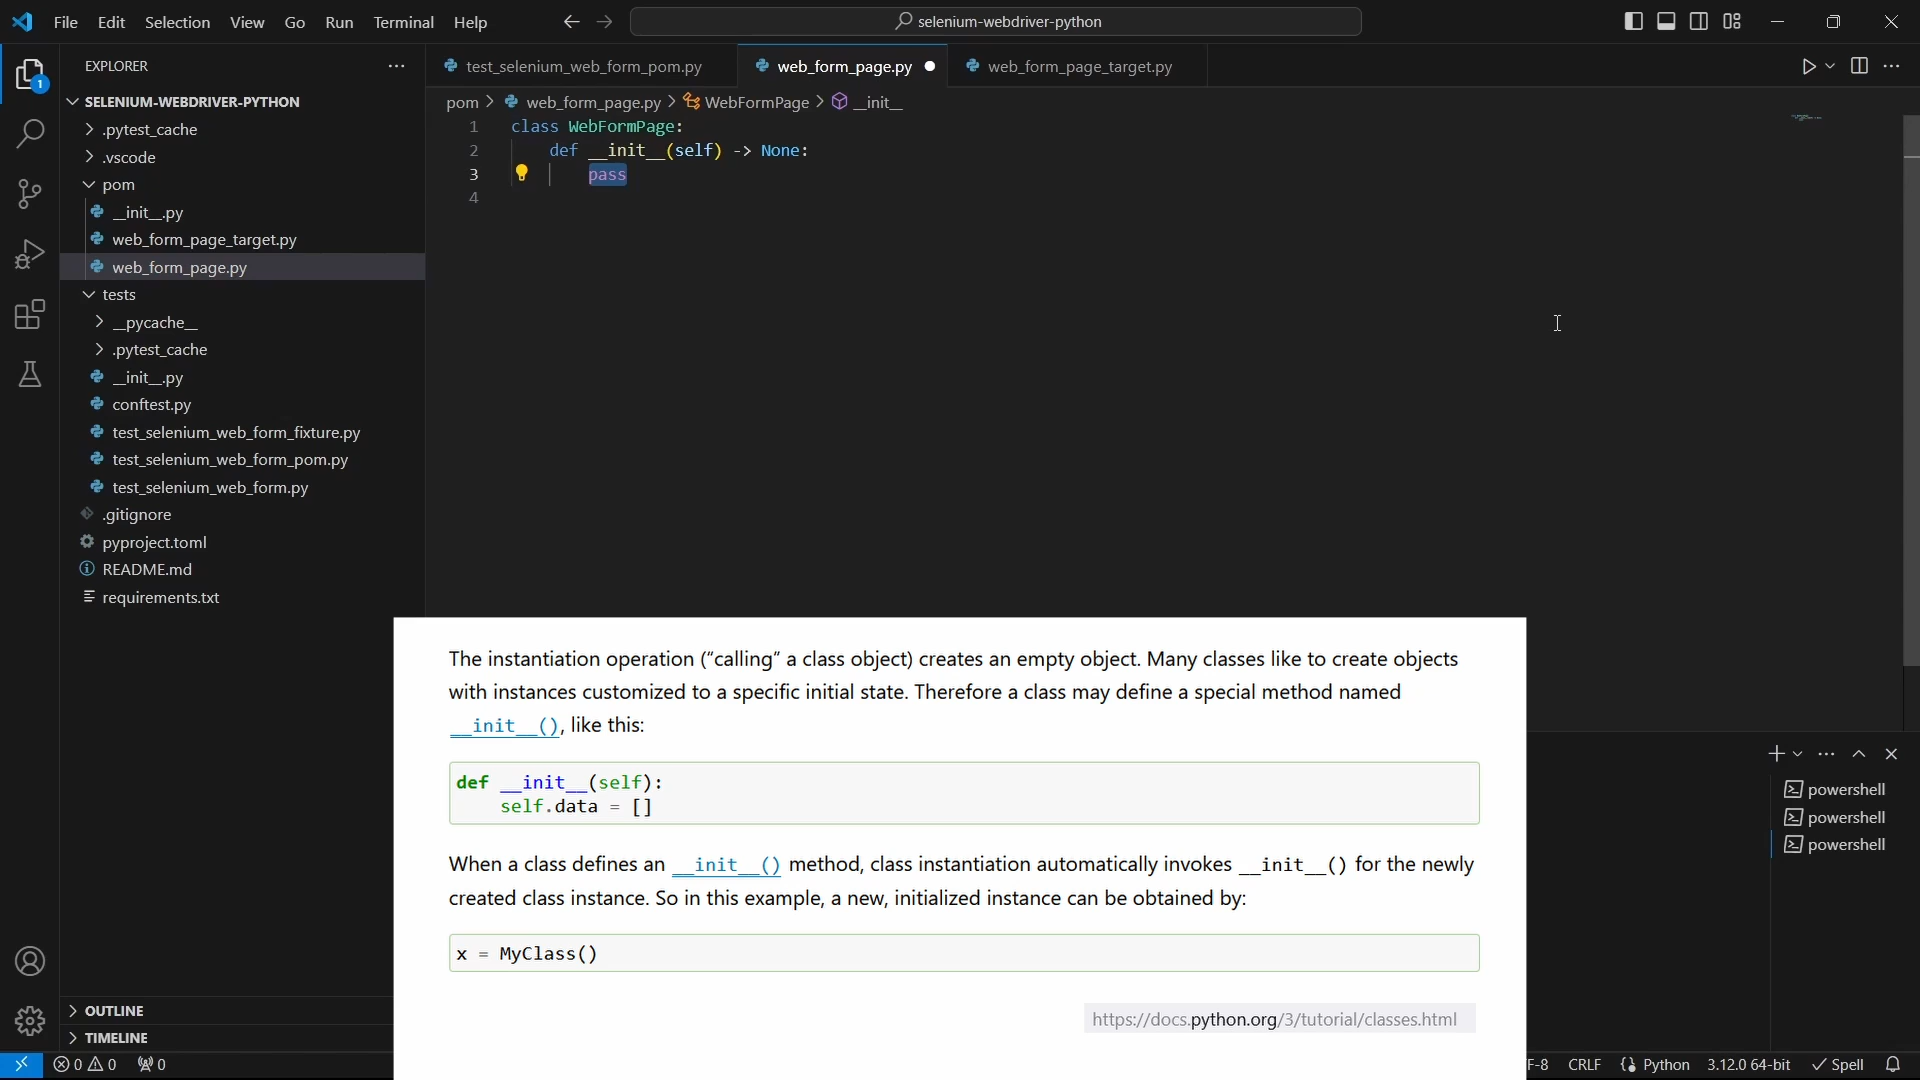 File Edit Selection View Go Run Terminal Help
selenium-webdriver-python
EXPLORER
SELENIUM-WEBDRIVER-PYTHON
.pytest_cache
.vscode
pom
__init__.py
web_form_page_target.py
web_form_page.py
tests
__pycache__
.pytest_cache
__init__.py
conftest.py
test_selenium_web_form_fixture.py
test_selenium_web_form_pom.py
test_selenium_web_form.py
.gitignore
pyproject.toml
README.md
requirements.txt
OUTLINE
TIMELINE
1
test_selenium_web_form_pom.py web_form_page.py web_form_page_target.py
pom > web_form_page.py > WebFormPage > __init__
1 class WebFormPage:
2 def __init__(self) -> None:
3 pass
4
The instantiation operation (“calling” a class object) creates an empty object. Many classes like to create objects
with instances customized to a specific initial state. Therefore a class may define a special method named
__init__(), like this:
def __init__(self):
self.data = []
When a class defines an __init__() method, class instantiation automatically invokes __init__() for the newly
created class instance. So in this example, a new, initialized instance can be obtained by:
x = MyClass()
https://docs.python.org/3/tutorial/classes.html
powershell
powershell
powershell
0 0 0
F-8 CRLF Python 3.12.0 64-bit Spell